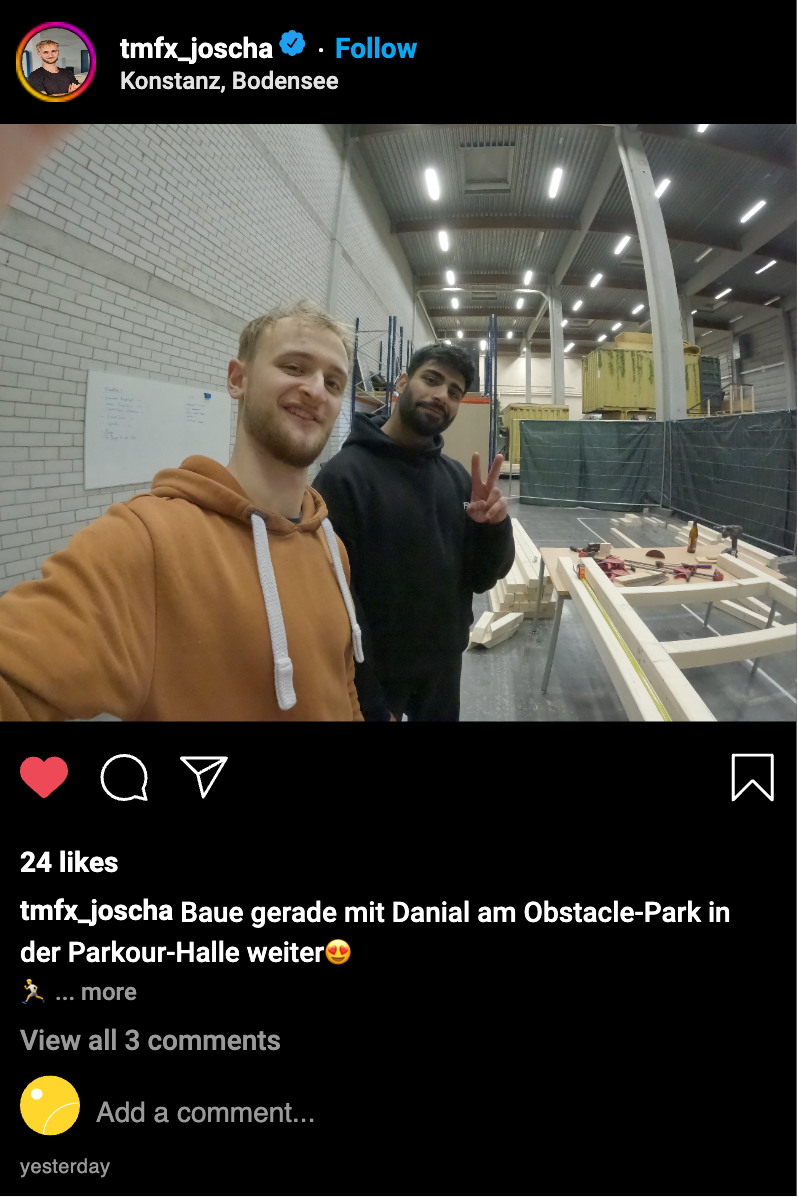 tmfx_joscha · Follow
Konstanz, Bodensee
24 likes
tmfx_joscha Baue gerade mit Danial am Obstacle-Park in
der Parkour-Halle weiter😍
🏃 ... more
View all 3 comments
Add a comment...
yesterday